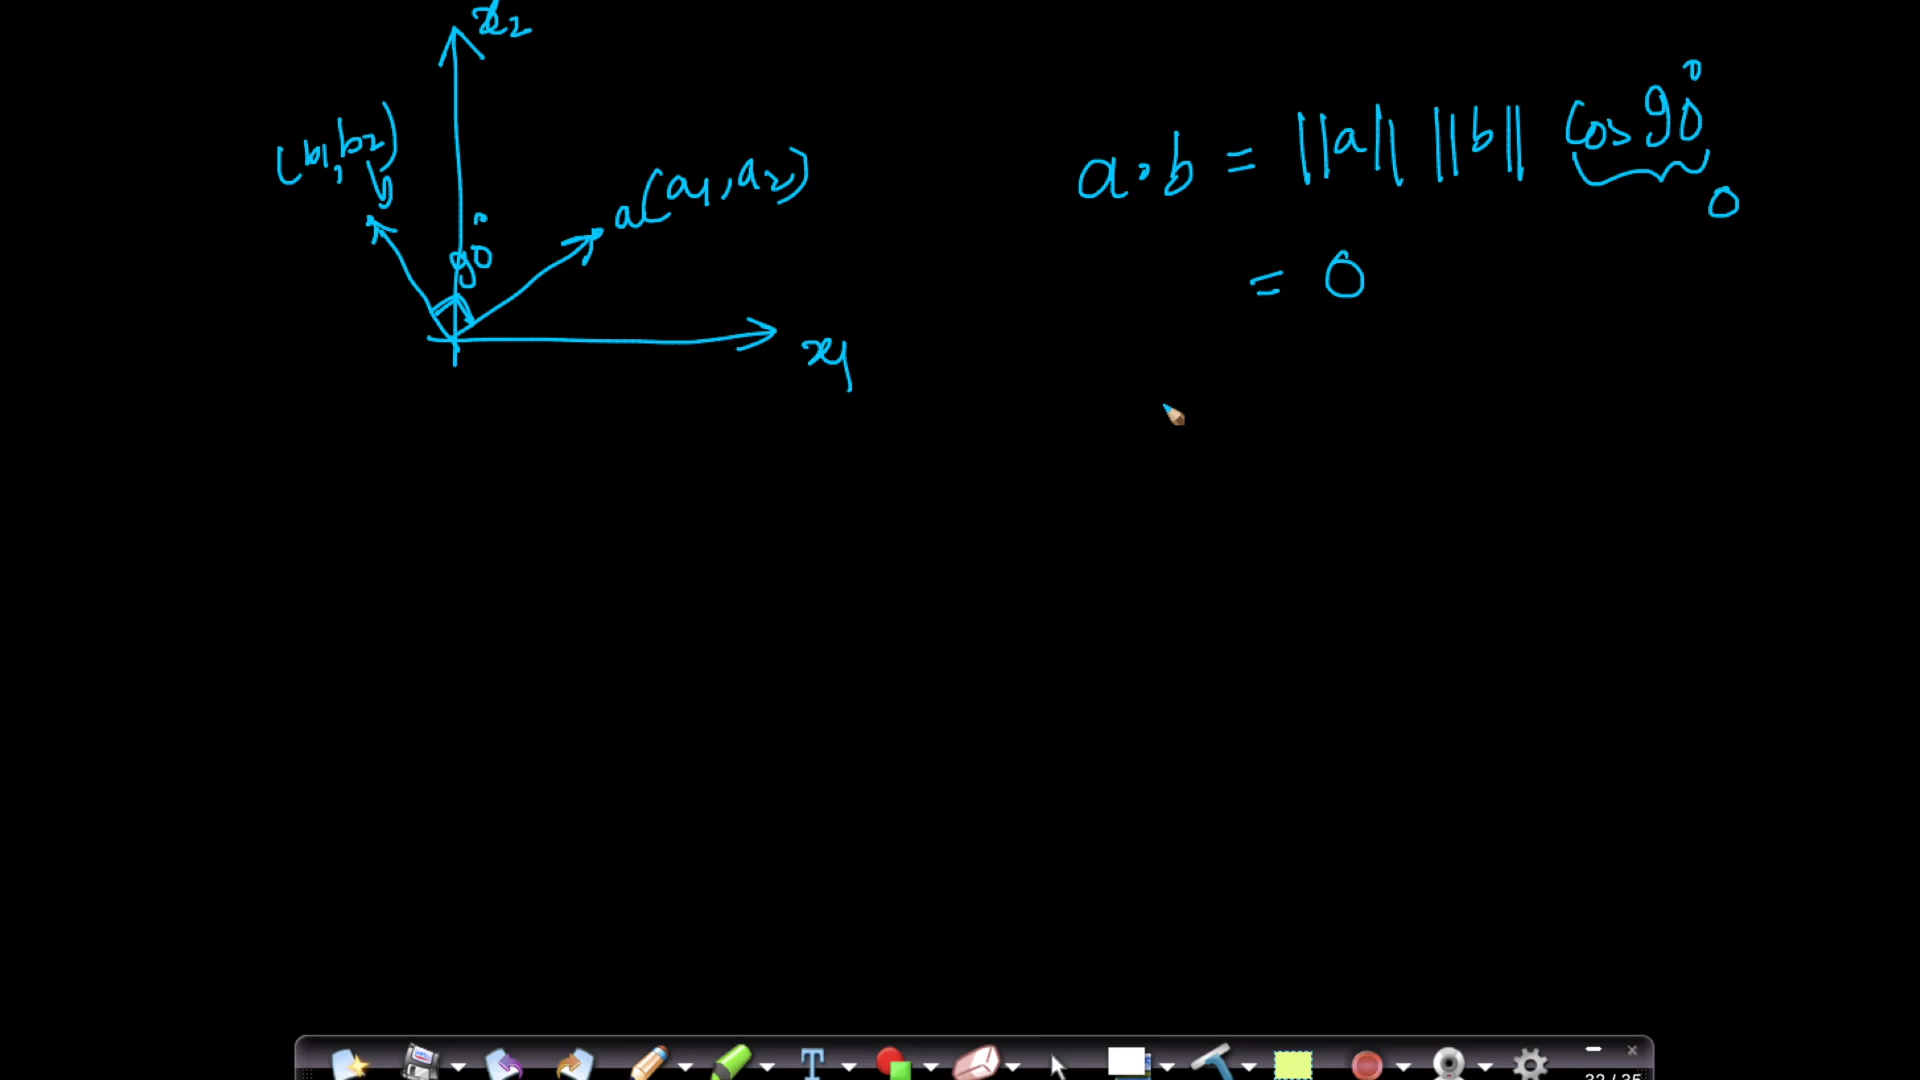 x2
(b1, b2)
b
a(a1, a2)
90°
x1
a·b = ||a|| ||b|| cos 90°
0
= 0
T